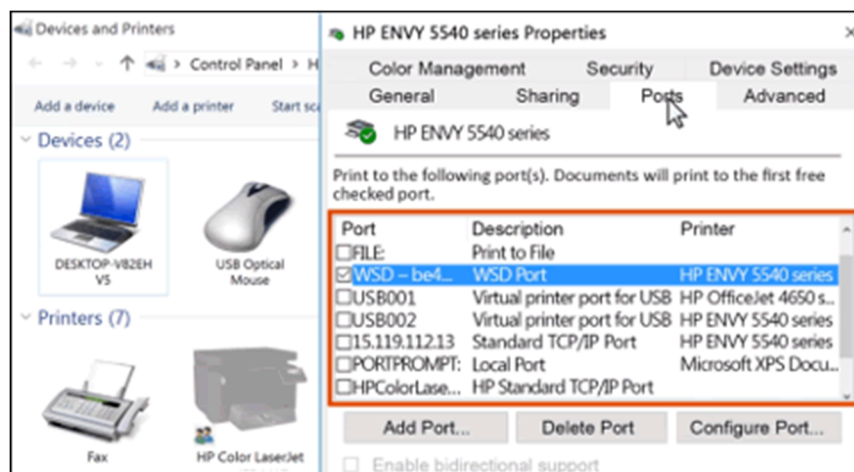 Devices and Printers
Control Panel > H
Add a device Add a printer Start sca
Devices (2)
DESKTOP-V82EH
V5
USB Optical
Mouse
Printers (7)
Fax
HP Color LaserJet
HP ENVY 5540 series Properties
Color Management Security Device Settings
General Sharing Ports Advanced
HP ENVY 5540 series
Print to the following port(s). Documents will print to the first free
checked port.
Port Description Printer
FILE: Print to File
WSD – be4... WSD Port HP ENVY 5540 series
USB001 Virtual printer port for USB HP OfficeJet 4650 s...
USB002 Virtual printer port for USB HP ENVY 5540 series
15.119.112.13 Standard TCP/IP Port HP ENVY 5540 series
PORTPROMPT: Local Port Microsoft XPS Docu...
HPColorLase... HP Standard TCP/IP Port
Add Port... Delete Port Configure Port...
Enable bidirectional support